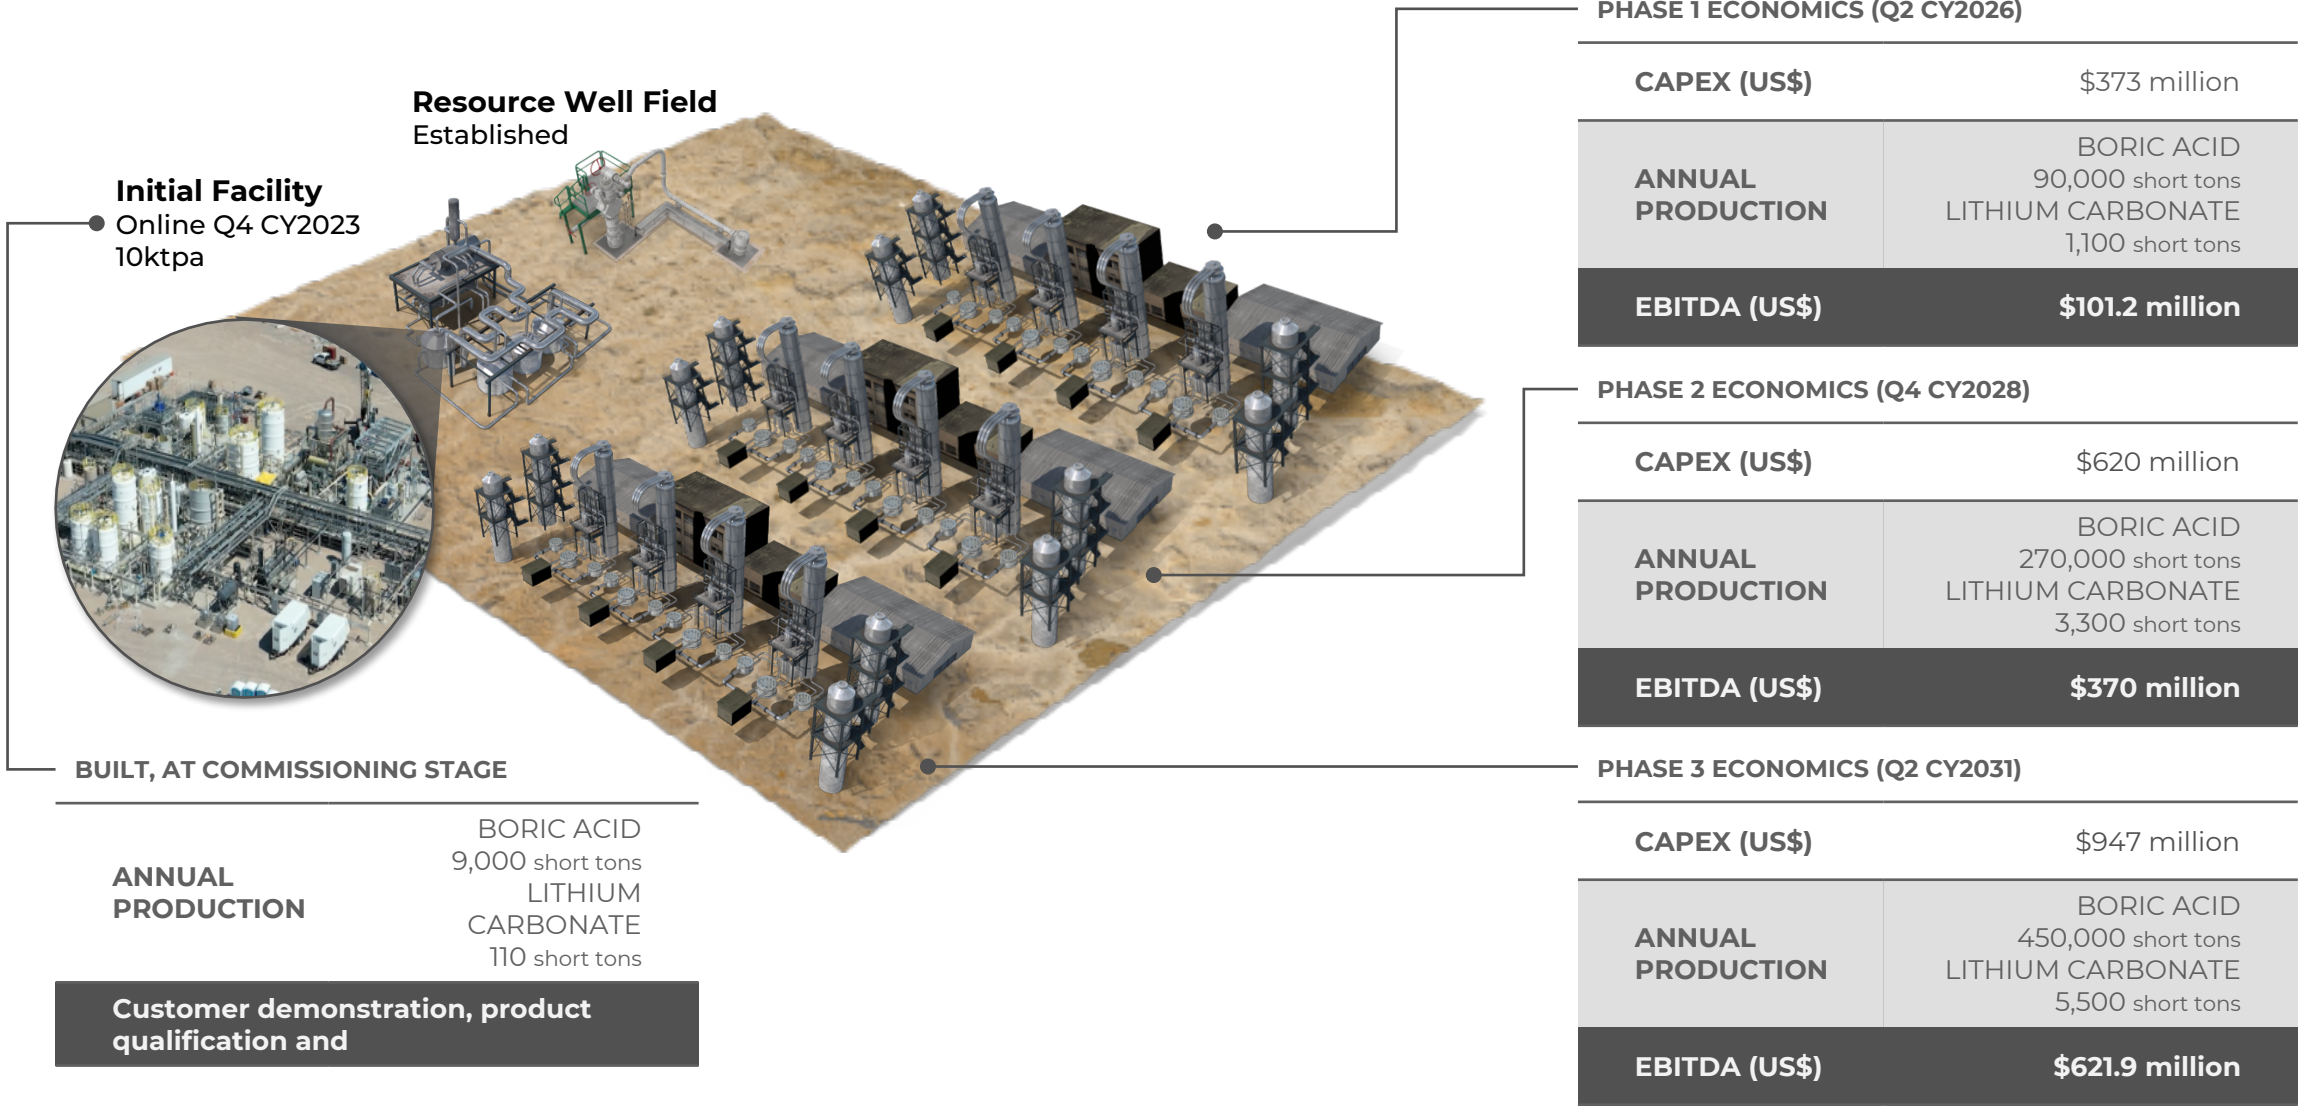 Resource Well Field
Established
Initial Facility
Online Q4 CY2023
10ktpa
BUILT, AT COMMISSIONING STAGE
ANNUAL
PRODUCTION
BORIC ACID
9,000 short tons
LITHIUM
CARBONATE
110 short tons
Customer demonstration, product
qualification and
PHASE 1 ECONOMICS (Q2 CY2026)
CAPEX (US$) $373 million
ANNUAL
PRODUCTION
BORIC ACID
90,000 short tons
LITHIUM CARBONATE
1,100 short tons
EBITDA (US$) $101.2 million
PHASE 2 ECONOMICS (Q4 CY2028)
CAPEX (US$) $620 million
ANNUAL
PRODUCTION
BORIC ACID
270,000 short tons
LITHIUM CARBONATE
3,300 short tons
EBITDA (US$) $370 million
PHASE 3 ECONOMICS (Q2 CY2031)
CAPEX (US$) $947 million
ANNUAL
PRODUCTION
BORIC ACID
450,000 short tons
LITHIUM CARBONATE
5,500 short tons
EBITDA (US$) $621.9 million